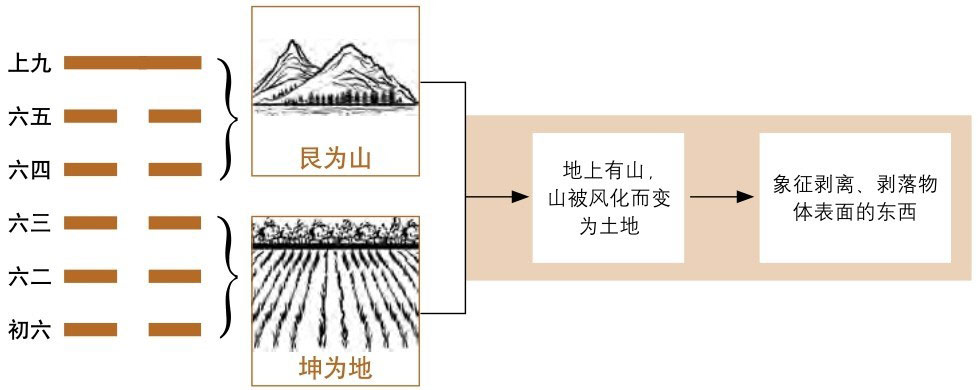 上九
六五
六四
六三
六二
初六
艮为山
坤为地
地上有山，
山被风化而变
为土地
象征剥离、剥落物
体表面的东西